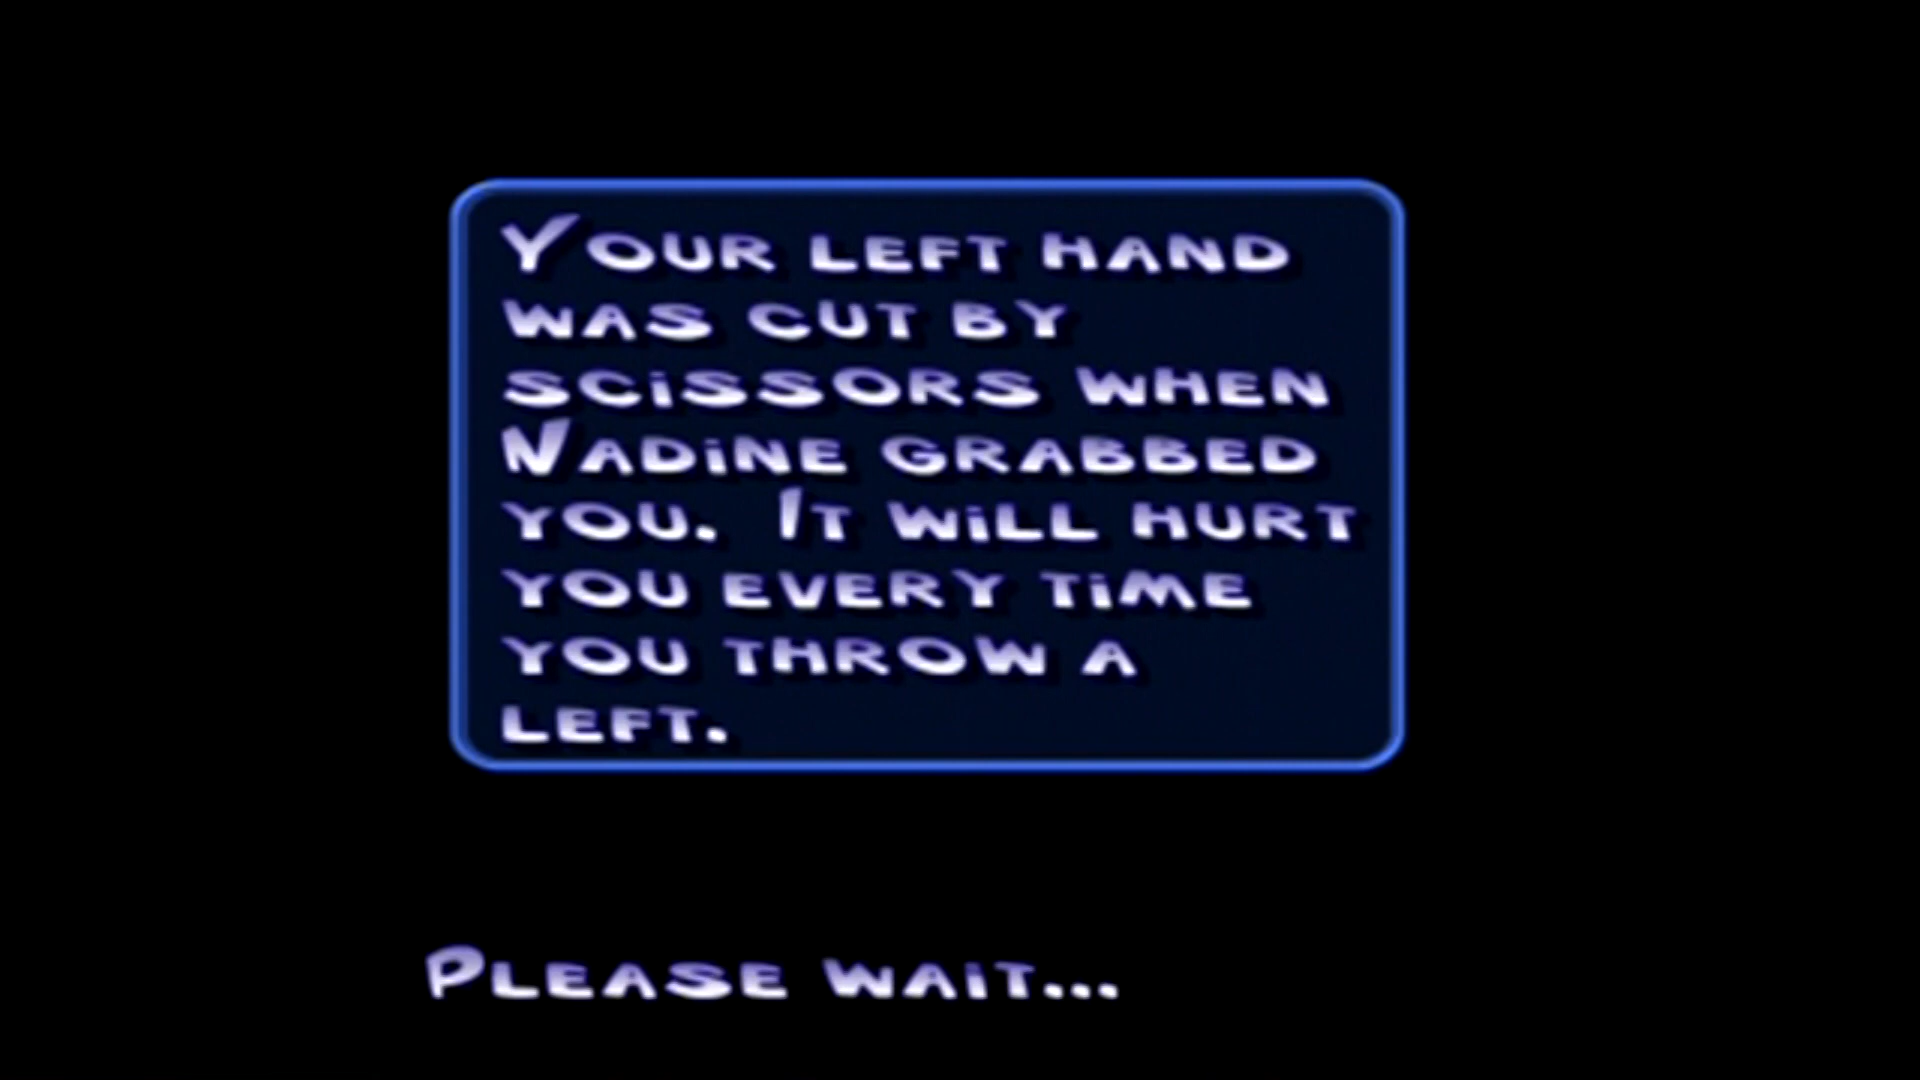 Your left hand
was cut by
scissors when
Nadine grabbed
you.  It will hurt
you every time
you throw a
left.
Please wait...